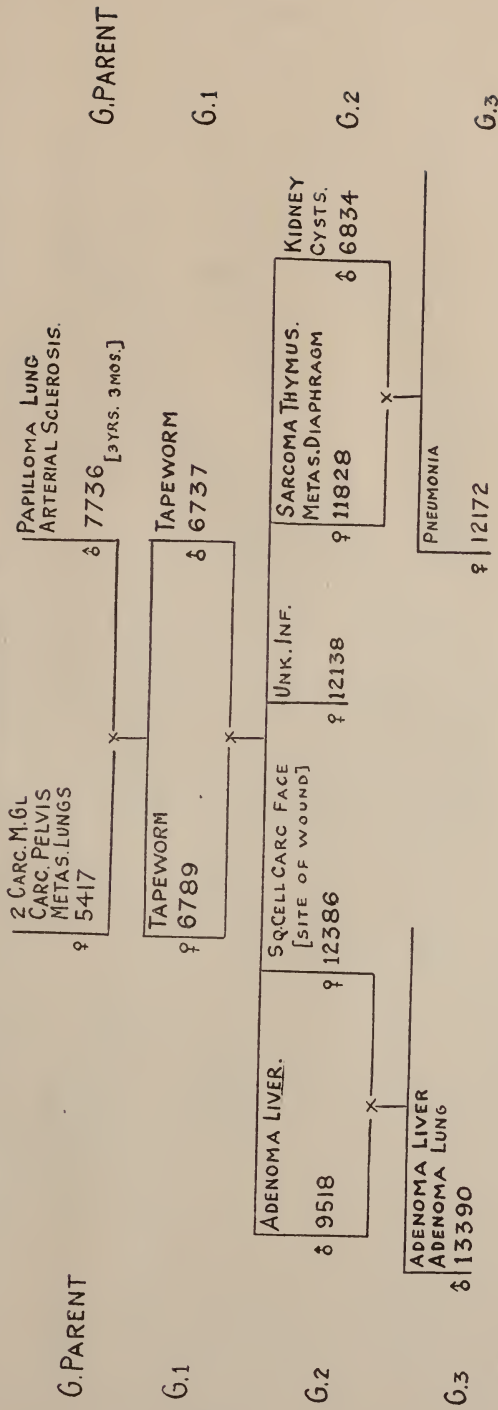 G.PARENT
2 CARC. M.GL
CARC. PELVIS
METAS. LUNGS
♀ 5417
PAPILLOMA LUNG
ARTERIAL SCLEROSIS.
♂ 7736 [3YRS. 3MOS.]
G.PARENT
×
G.1
TAPEWORM
♀ 6789
TAPEWORM
♂ 6737
G.1
×
G.2
ADENOMA LIVER.
♂ 9518
SQ.CELL CARC FACE
[SITE OF WOUND]
♀ 12386
UNK. INF.
♀ 12138
SARCOMA THYMUS.
METAS. DIAPHRAGM
♀ 11828
KIDNEY
CYSTS.
♂ 6834
G.2
×
×
G.3
ADENOMA LIVER
ADENOMA LUNG
♂ 13390
PNEUMONIA
♀ 12172
G.3